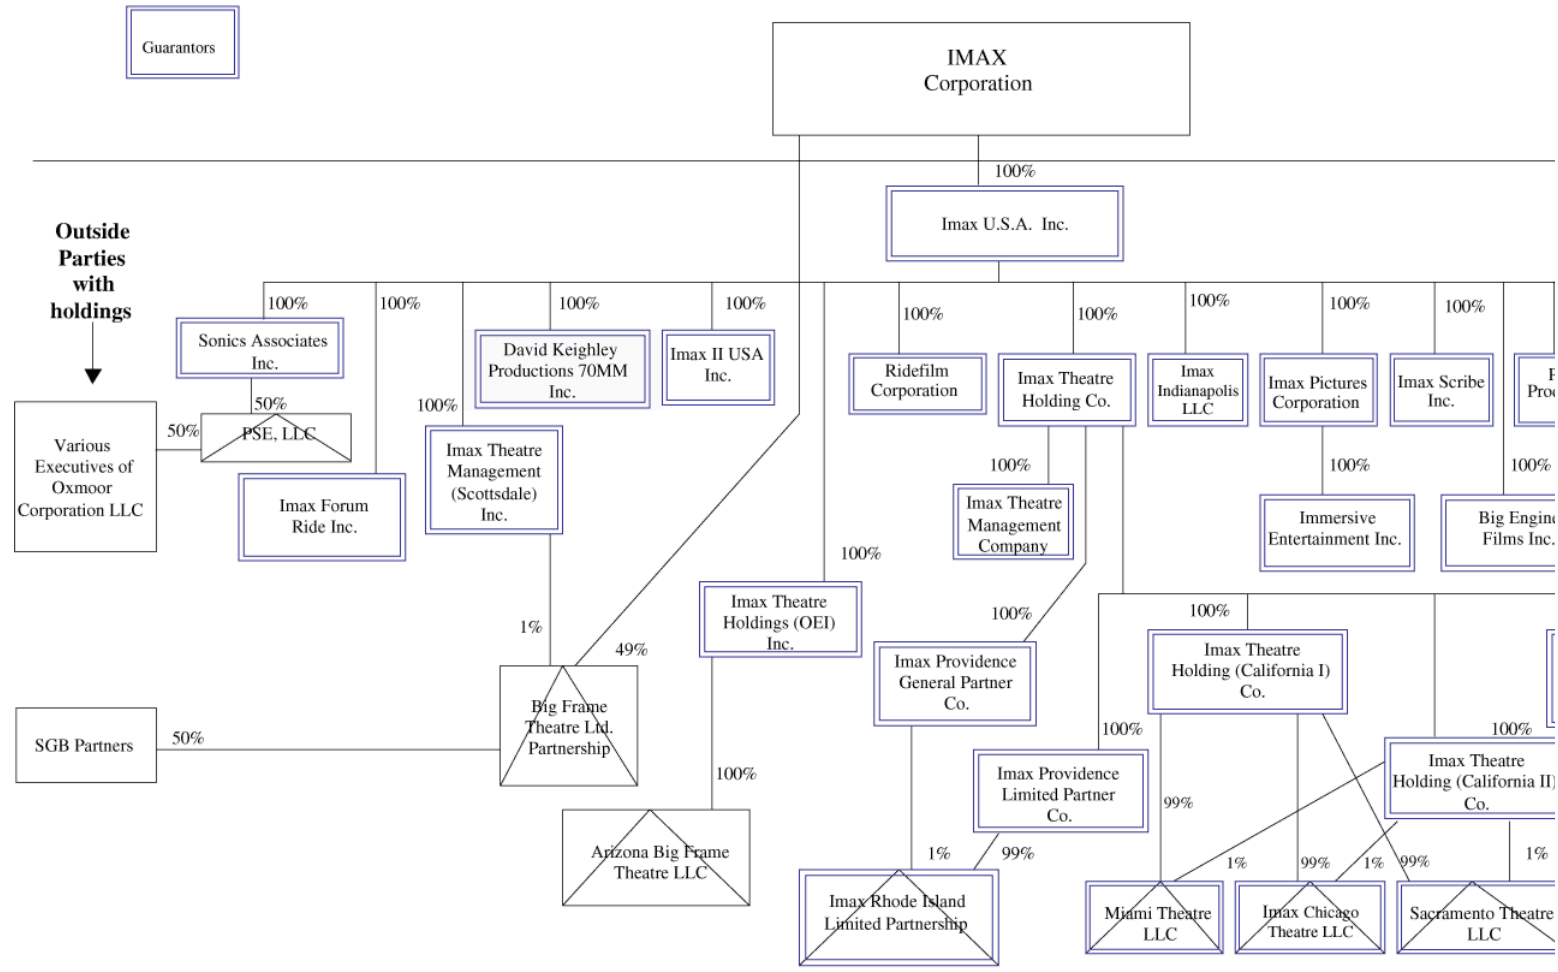 Guarantors
IMAX
Corporation
100%
Imax U.S.A. Inc.
Outside
Parties
with
holdings
100%
100%
100%
100%
100%
100%
100%
100%
100%
Sonics Associates
Inc.
David Keighley
Productions 70MM
Inc.
Imax II USA
Inc.
Ridefilm
Corporation
Imax Theatre
Holding Co.
Imax
Indianapolis
LLC
Imax Pictures
Corporation
Imax Scribe
Inc.
50%
100%
50%
PSE, LLC
Various
Executives of
Oxmoor
Corporation LLC
Imax Theatre
Management
(Scottsdale)
Inc.
Imax Forum
Ride Inc.
100%
100%
100%
Imax Theatre
Management
Company
Immersive
Entertainment Inc.
Big Engine
Films Inc.
100%
Imax Theatre
Holdings (OEI)
Inc.
1%
49%
100%
100%
Imax Providence
General Partner
Co.
Imax Theatre
Holding (California I)
Co.
SGB Partners
50%
Big Frame
Theatre Ltd.
Partnership
100%
100%
100%
Imax Providence
Limited Partner
Co.
Imax Theatre
Holding (California II)
Co.
99%
Arizona Big Frame
Theatre LLC
1%
99%
1%
99%
1%
99%
1%
Imax Rhode Island
Limited Partnership
Miami Theatre
LLC
Imax Chicago
Theatre LLC
Sacramento Theatre
LLC